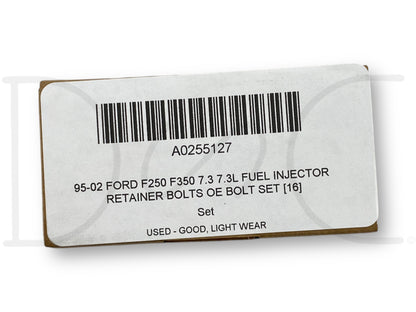 A0255127
95-02 FORD F250 F350 7.3 7.3L FUEL INJECTOR
RETAINER BOLTS OE BOLT SET [16]
Set
USED - GOOD, LIGHT WEAR